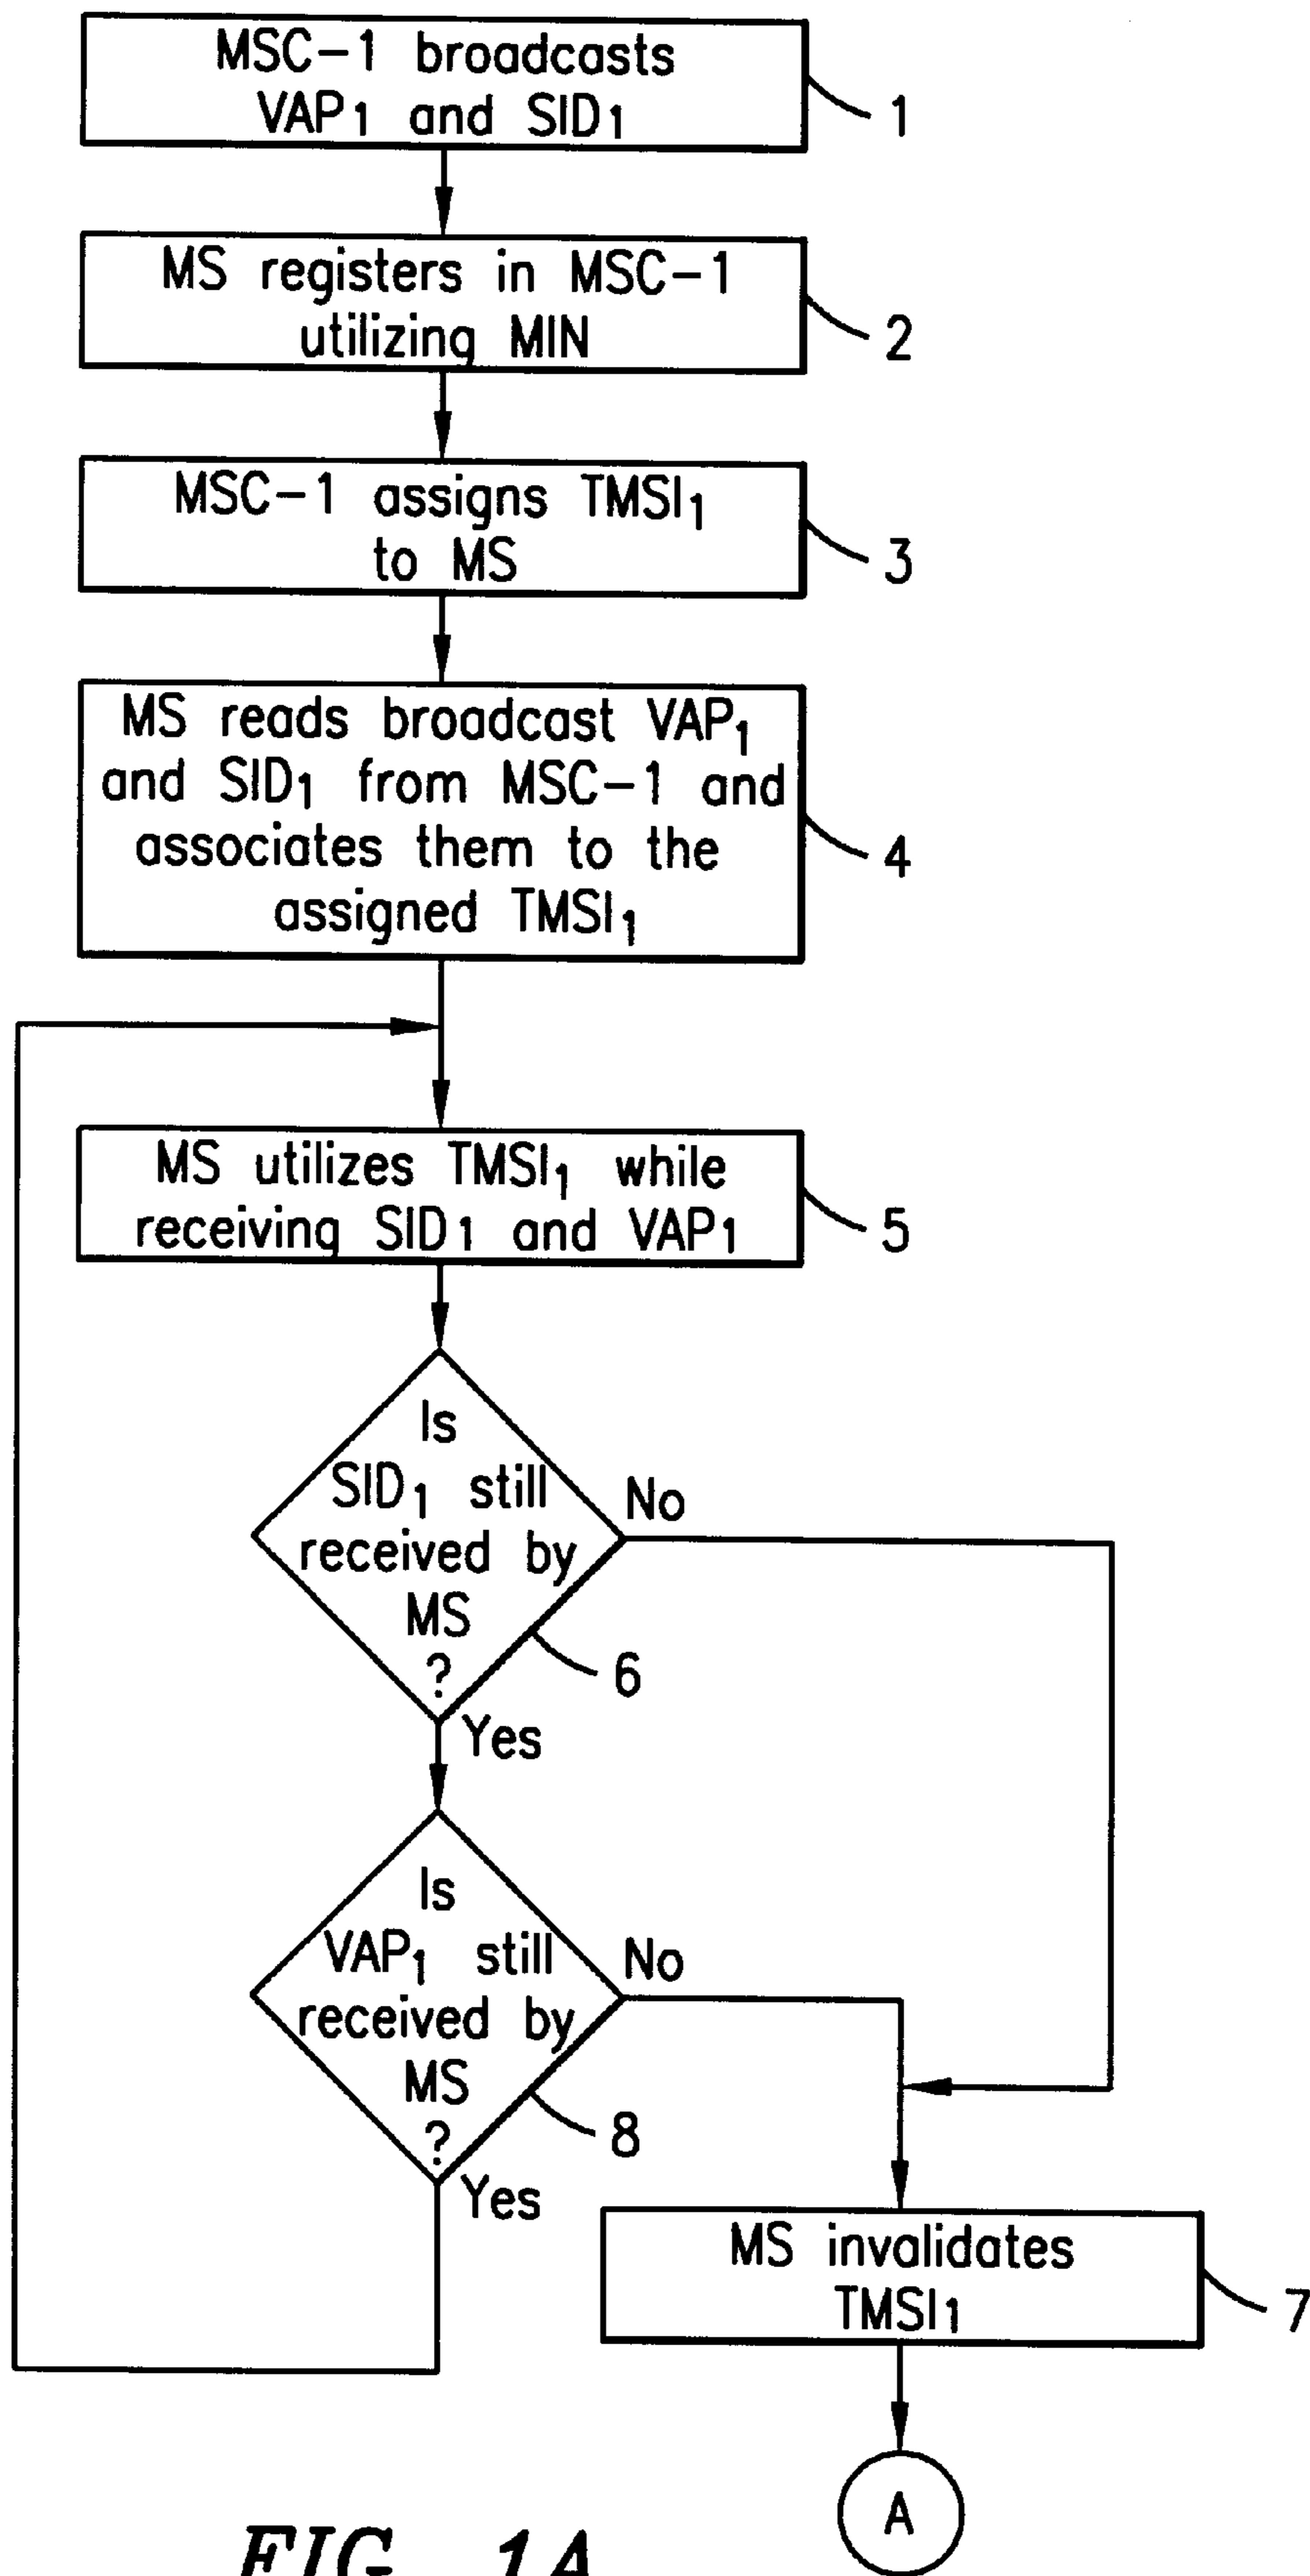 MSC-1 broadcasts
VAP₁ and SID₁
1
MS registers in MSC-1
utilizing MIN
2
MSC-1 assigns TMSI₁
to MS
3
MS reads broadcast VAP₁
and SID₁ from MSC-1 and
associates them to the
assigned TMSI₁
4
MS utilizes TMSI₁ while
receiving SID₁ and VAP₁
5
Is
SID₁ still
received by
MS
?
No
6
Yes
Is
VAP₁ still
received by
MS
?
No
8
Yes
MS invalidates
TMSI₁
7
A
FIG. 1A